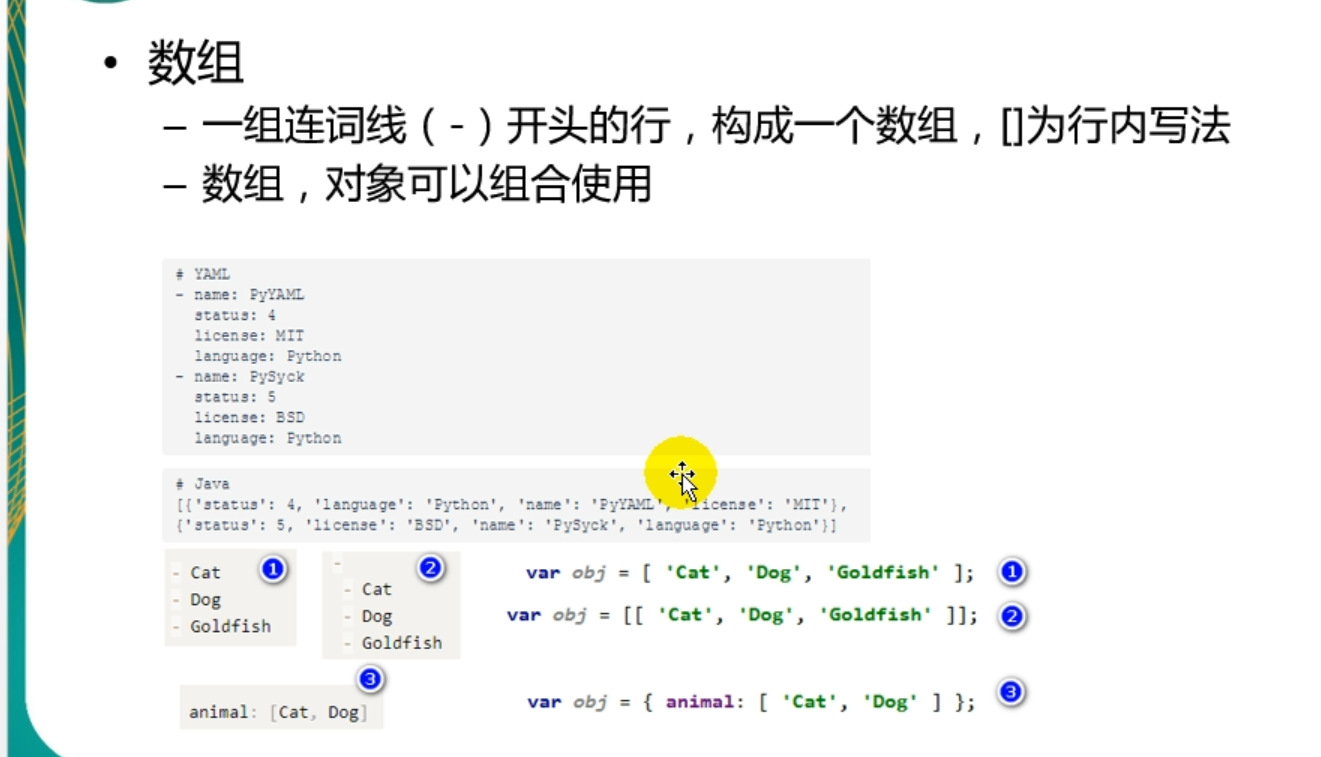 • 数组
– 一组连词线（-）开头的行，构成一个数组，[]为行内写法
– 数组，对象可以组合使用
# YAML
- name: PyYAML
  status: 4
  license: MIT
  language: Python
- name: PySyck
  status: 5
  license: BSD
  language: Python
# Java
[{'status': 4, 'language': 'Python', 'name': 'PyYAML', 'license': 'MIT'},
{'status': 5, 'license': 'BSD', 'name': 'PySyck', 'language': 'Python'}]
- Cat 1
- Dog
- Goldfish
- 2
  - Cat
  - Dog
  - Goldfish
var obj = [ 'Cat', 'Dog', 'Goldfish' ]; 1
var obj = [[ 'Cat', 'Dog', 'Goldfish' ]]; 2
3
animal: [Cat, Dog]
var obj = { animal: [ 'Cat', 'Dog' ] }; 3